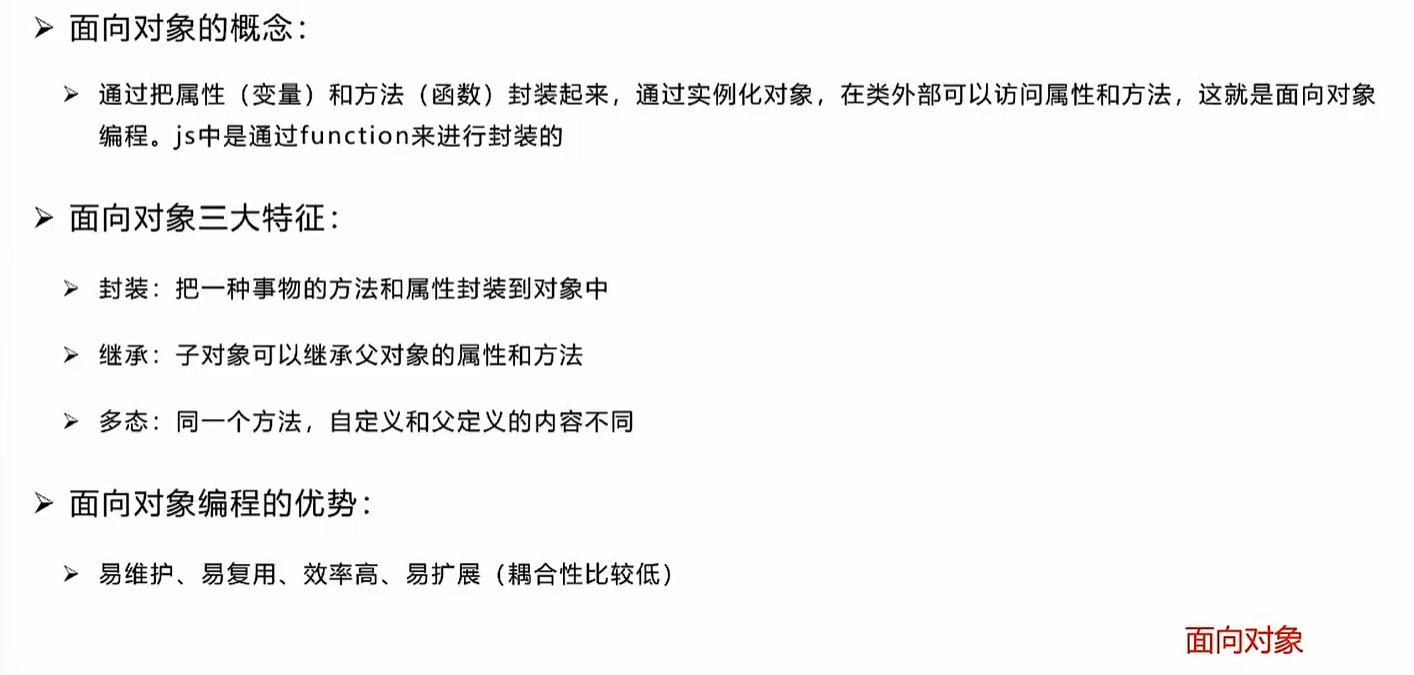 面向对象的概念：
通过把属性（变量）和方法（函数）封装起来，通过实例化对象，在类外部可以访问属性和方法，这就是面向对象
编程。js中是通过function来进行封装的
面向对象三大特征：
封装：把一种事物的方法和属性封装到对象中
继承：子对象可以继承父对象的属性和方法
多态：同一个方法，自定义和父定义的内容不同
面向对象编程的优势：
易维护、易复用、效率高、易扩展（耦合性比较低）
面向对象